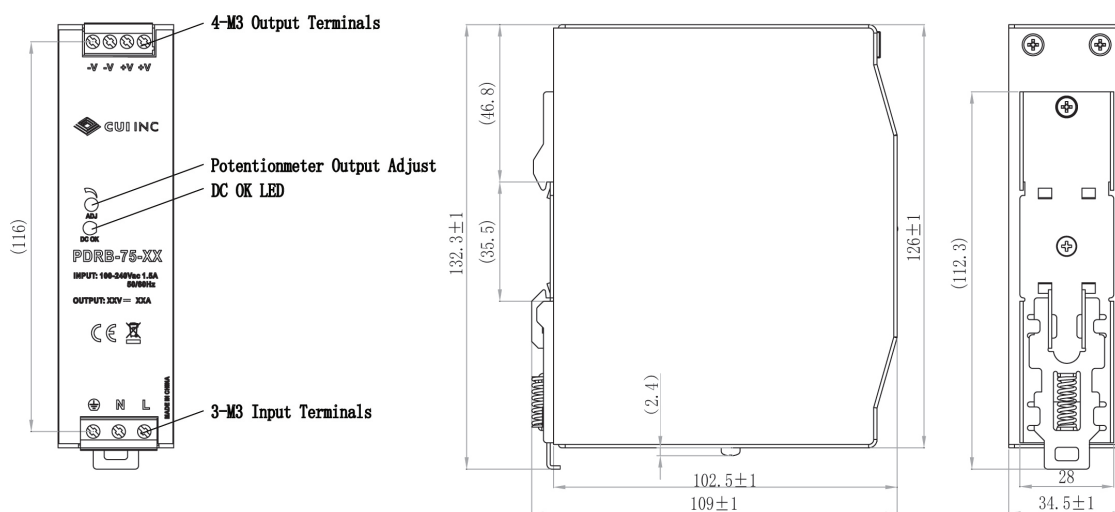 4-M3 Output Terminals
-V -V +V +V
CUI INC
Potentionmeter Output Adjust
DC OK LED
ADJ
DC OK
PDRB-75-XX
INPUT: 100-240Vac 1.5A
50/60Hz
OUTPUT: XXV⎓ XXA
CE
MADE IN CHINA
N L
3-M3 Input Terminals
(116)
(46.8)
(35.5)
132.3±1
(2.4)
126±1
102.5±1
109±1
(112.3)
28
34.5±1